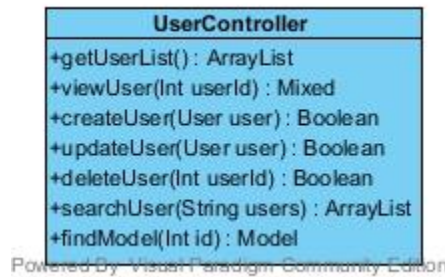 UserController
+getUserList() : ArrayList
+viewUser(Int userId) : Mixed
+createUser(User user) : Boolean
+updateUser(User user) : Boolean
+deleteUser(Int userId) : Boolean
+searchUser(String users) : ArrayList
+findModel(Int id) : Model
Powered By Visual Paradigm Community Edition